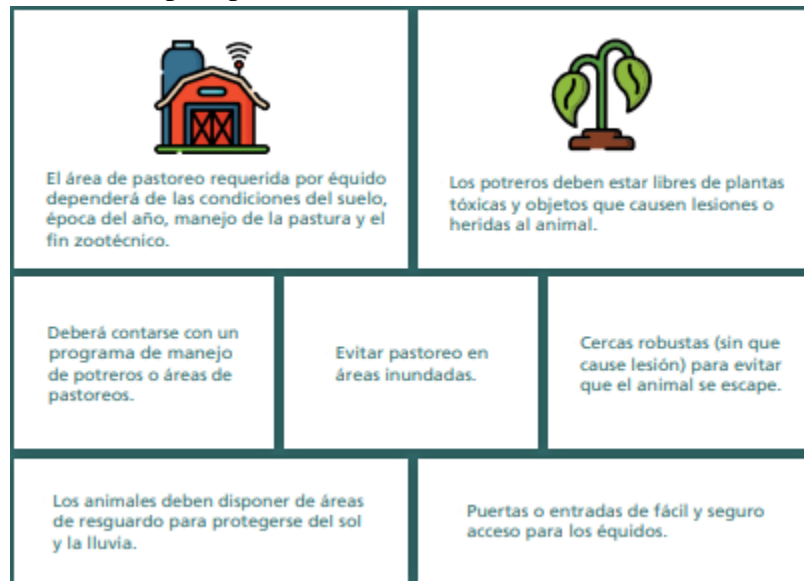 El área de pastoreo requerida por équido
dependerá de las condiciones del suelo,
época del año, manejo de la pastura y el
fin zootécnico.
Los potreros deben estar libres de plantas
tóxicas y objetos que causen lesiones o
heridas al animal.
Deberá contarse con un
programa de manejo
de potreros o áreas de
pastoreos.
Evitar pastoreo en
áreas inundadas.
Cercas robustas (sin que
cause lesión) para evitar
que el animal se escape.
Los animales deben disponer de áreas
de resguardo para protegerse del sol
y la lluvia.
Puertas o entradas de fácil y seguro
acceso para los équidos.